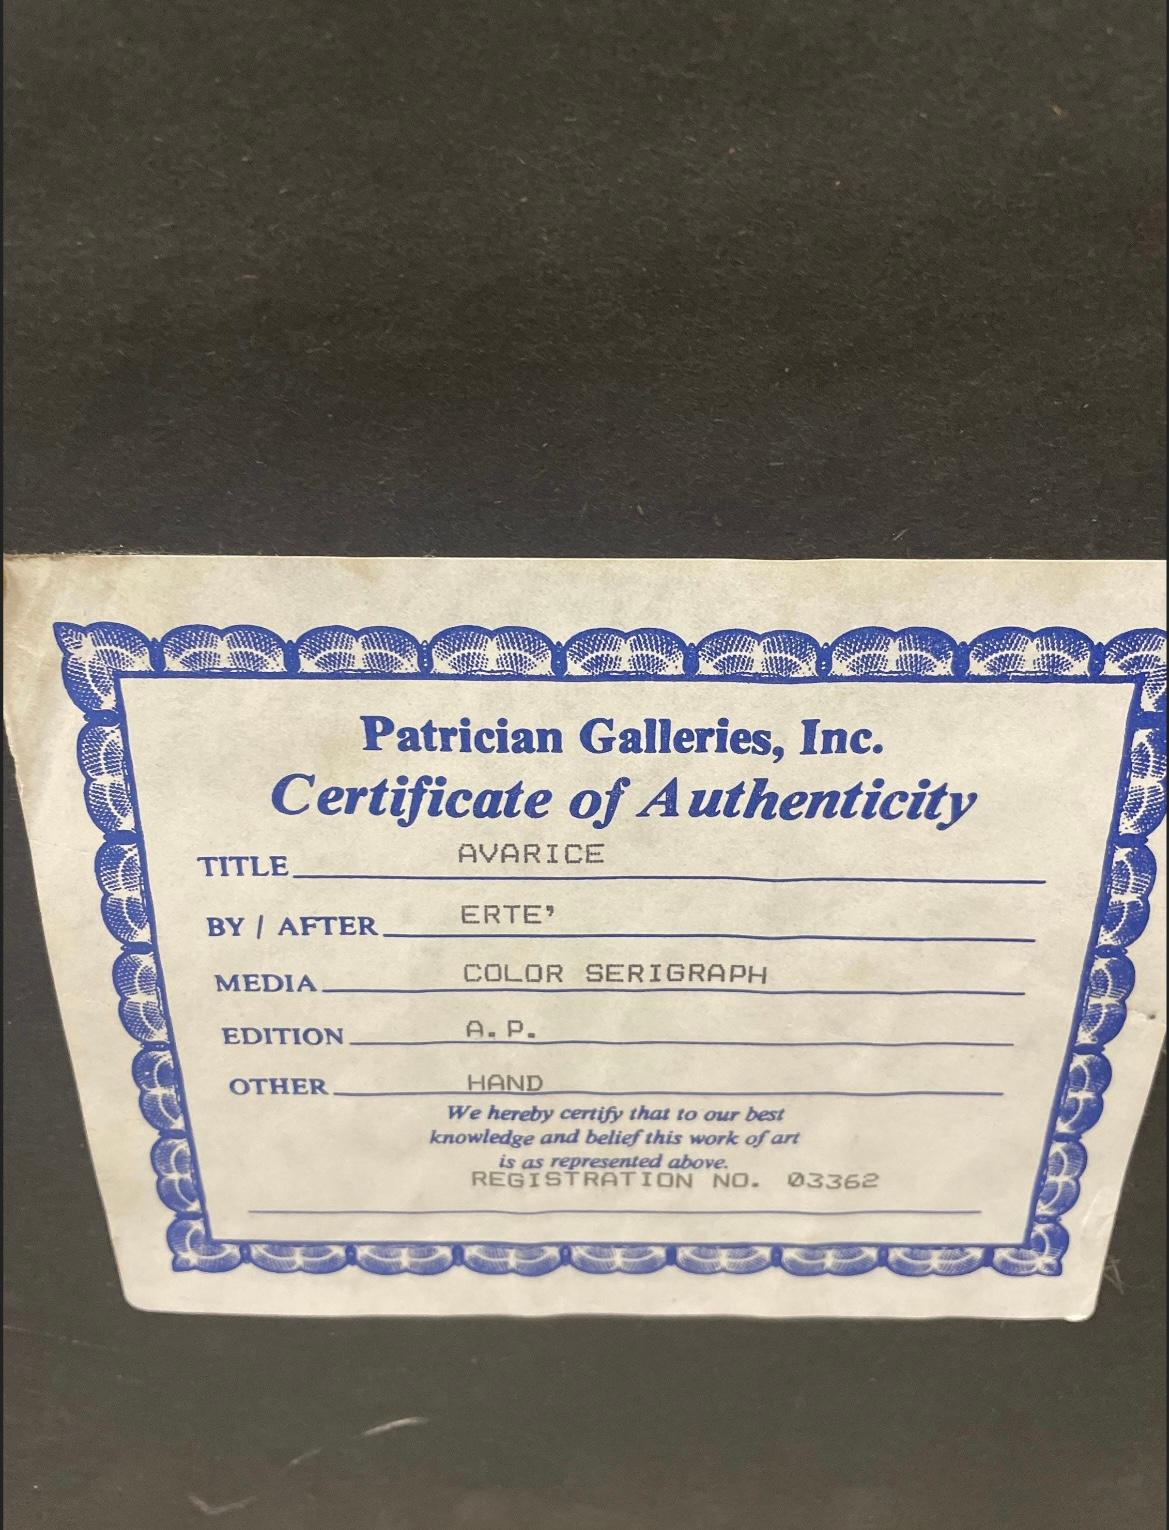 Patrician Galleries, Inc.
Certificate of Authenticity
TITLE AVARICE
BY / AFTER ERTE'
MEDIA COLOR SERIGRAPH
EDITION A.P.
OTHER HAND
We hereby certify that to our best
knowledge and belief this work of art
is as represented above.
REGISTRATION NO. 03362